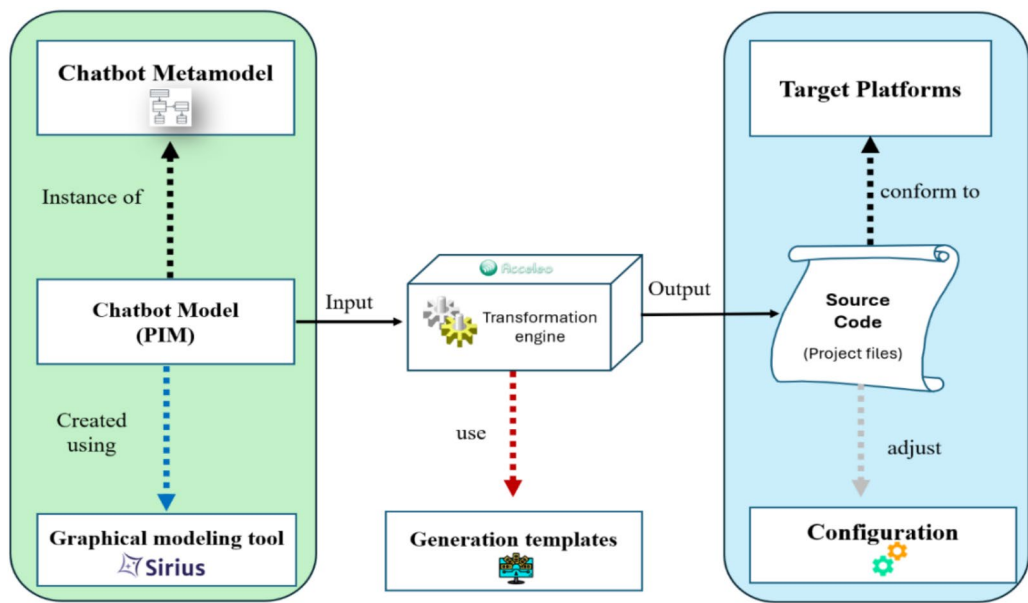 Chatbot Metamodel
Target Platforms
Instance of
conform to
Acceleo
Chatbot Model
(PIM)
Input
Transformation
engine
Output
Source
Code
(Project files)
Created
using
use
adjust
Graphical modeling tool
Sirius
Generation templates
Configuration